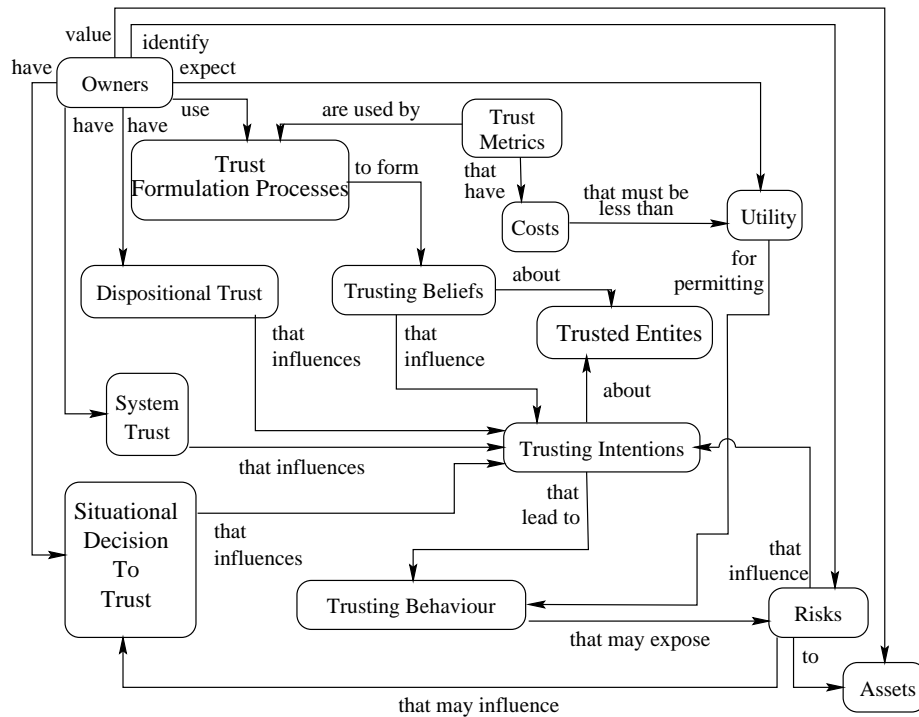 value
identify
have
expect
Owners
use
are used by
Trust
Metrics
have
have
Trust
Formulation Processes
to form
that
have
that must be
less than
Costs
Utility
for
permitting
Dispositional Trust
Trusting Beliefs
about
Trusted Entites
that
influences
that
influence
about
System
Trust
Trusting Intentions
that influences
that
lead to
Situational
Decision
To
Trust
that
influences
that
influence
Trusting Behaviour
Risks
that may expose
to
Assets
that may influence